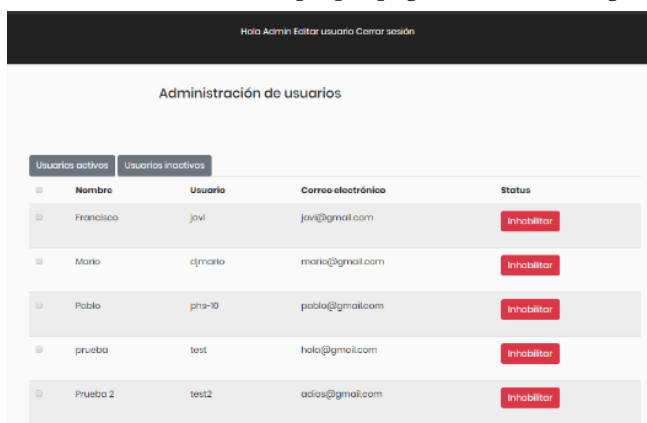 Hola Admin Editar usuario Cerrar sesión
Administración de usuarios
Usuarios activos Usuarios inactivos
Nombre Usuario Correo electrónico Status
Francisco javi javi@gmail.com Inhabilitar
Mario djmario mario@gmail.com Inhabilitar
Pablo phs-10 pablo@gmail.com Inhabilitar
prueba test hola@gmail.com Inhabilitar
Prueba 2 test2 adios@gmail.com Inhabilitar